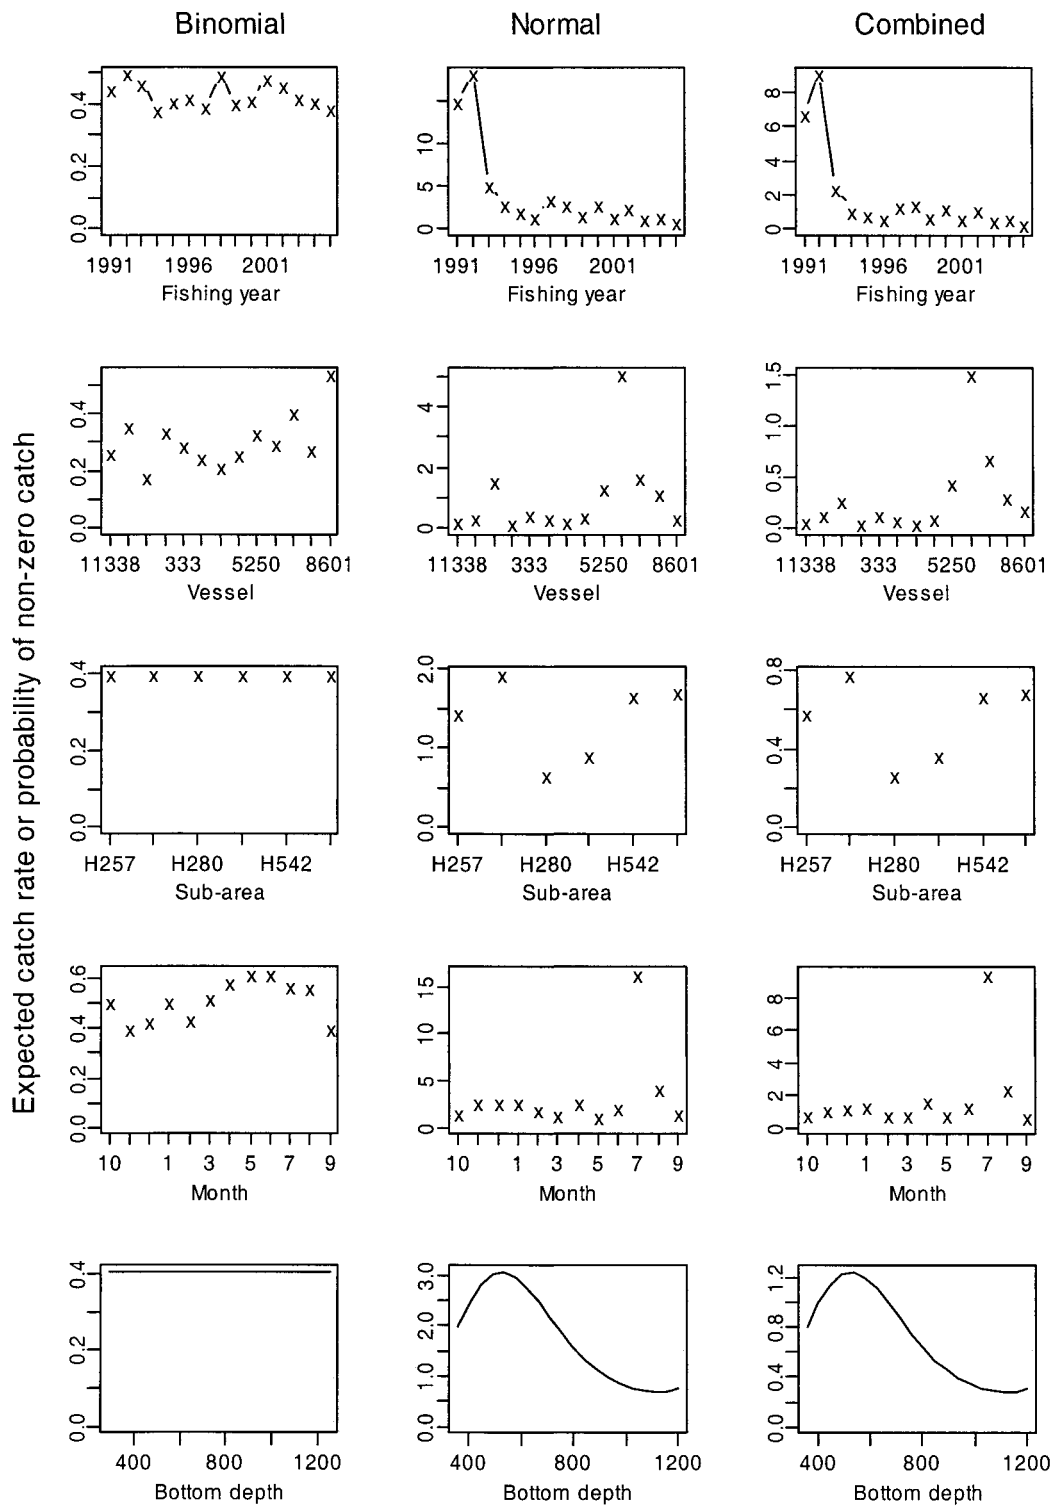 Binomial Normal Combined
0.0 0.2 0.4
1991 1996 2001
Fishing year
0 5 10
1991 1996 2001
Fishing year
0 2 4 6 8
1991 1996 2001
Fishing year
Expected catch rate or probability of non-zero catch
0.0 0.2 0.4
11338 333 5250 8601
Vessel
0 2 4
11338 333 5250 8601
Vessel
0.0 0.5 1.0 1.5
11338 333 5250 8601
Vessel
0.0 0.2 0.4
H257 H280 H542
Sub-area
0.0 1.0 2.0
H257 H280 H542
Sub-area
0.0 0.4 0.8
H257 H280 H542
Sub-area
0.0 0.2 0.4 0.6
10 1 3 5 7 9
Month
0 5 10 15
10 1 3 5 7 9
Month
0 2 4 6 8
10 1 3 5 7 9
Month
0.0 0.2 0.4
400 800 1200
Bottom depth
0.0 1.0 2.0 3.0
400 800 1200
Bottom depth
0.0 0.4 0.8 1.2
400 800 1200
Bottom depth